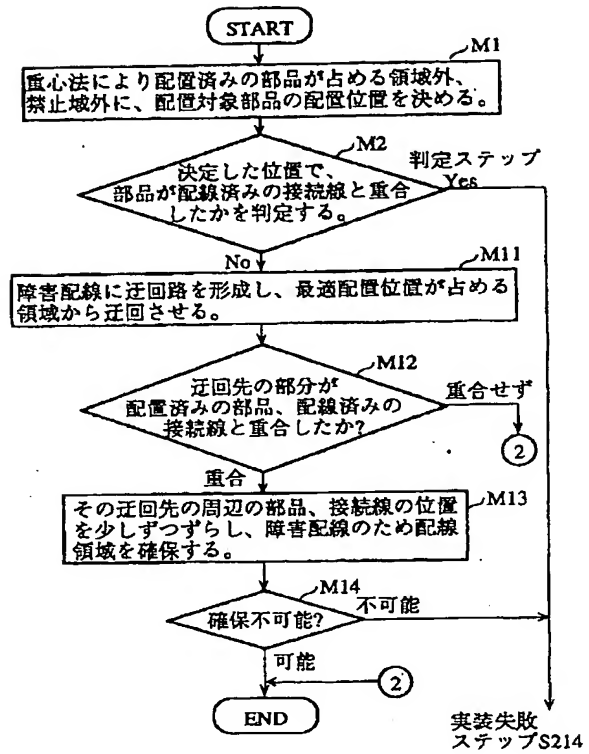 START
M1
重心法により配置済みの部品が占める領域外、
禁止域外に、配置対象部品の配置位置を決める。
M2
決定した位置で、
部品が配線済みの接続線と重合
したかを判定する。
判定ステップ
Yes
No
M11
障害配線に迂回路を形成し、最適配置位置が占める
領域から迂回させる。
M12
迂回先の部分が
配置済みの部品、配線済みの
接続線と重合したか?
重合せず
2
重合
M13
その迂回先の周辺の部品、接続線の位置
を少しずつずらし、障害配線のため配線
領域を確保する。
M14
確保不可能?
不可能
可能
2
END
実装失敗
ステップS214